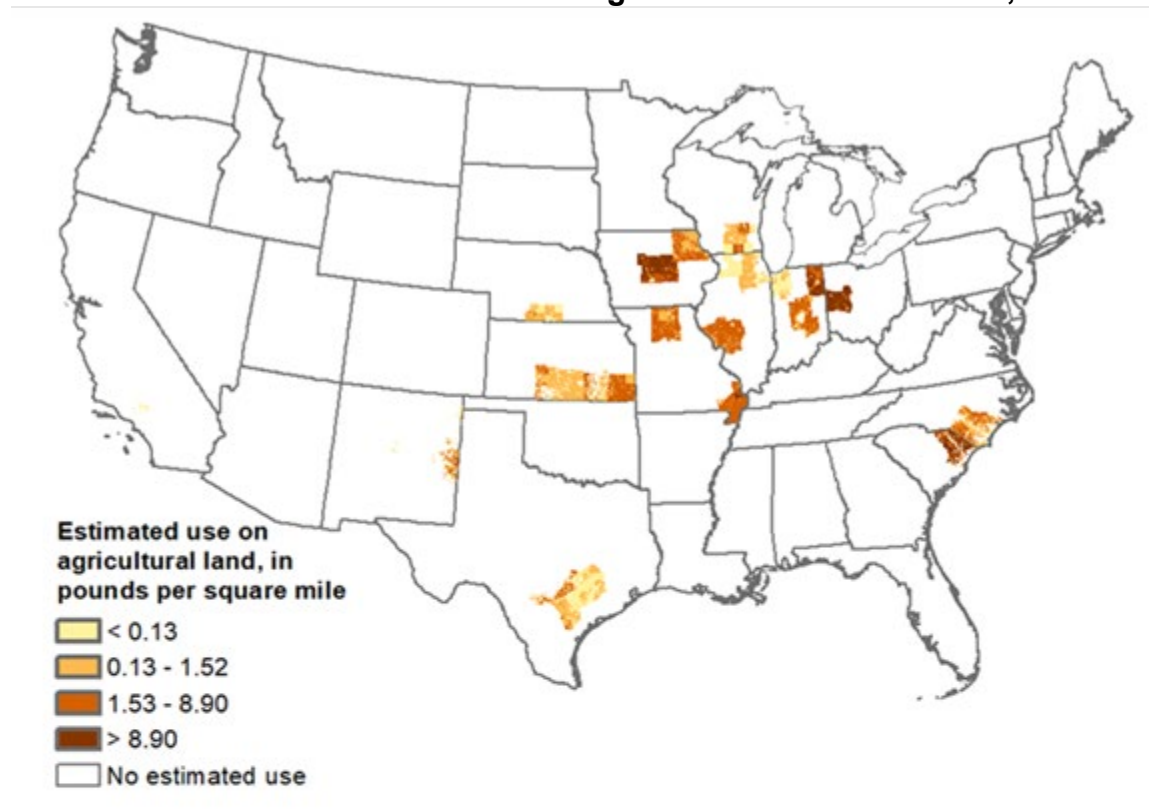 Estimated use on
agricultural land, in
pounds per square mile
< 0.13
0.13 - 1.52
1.53 - 8.90
> 8.90
No estimated use